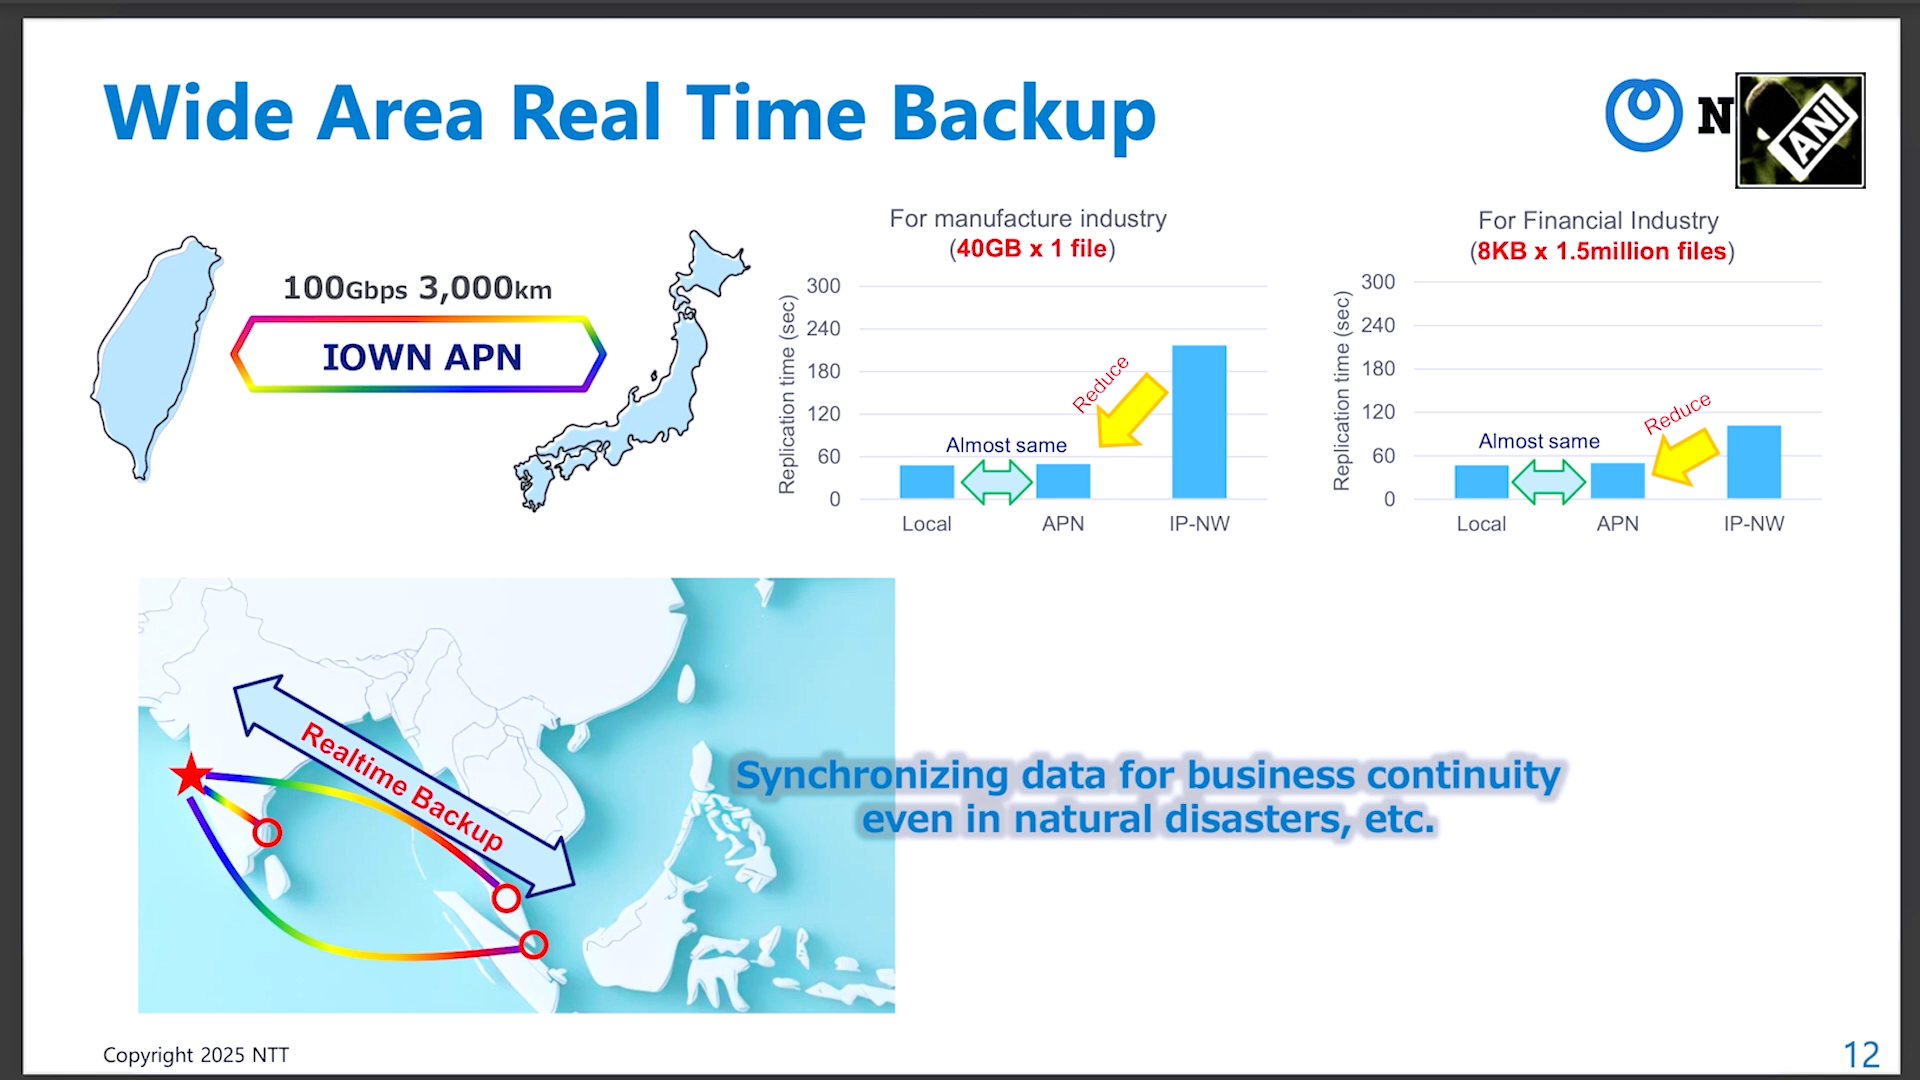 Wide Area Real Time Backup
N
ANI
100Gbps 3,000km
IOWN APN
For manufacture industry
(40GB x 1 file)
Replication time (sec)
300
240
180
120
60
0
Reduce
Almost same
Local
APN
IP-NW
For Financial Industry
(8KB x 1.5million files)
Replication time (sec)
300
240
180
120
60
0
Reduce
Almost same
Local
APN
IP-NW
Realtime Backup
Synchronizing data for business continuity
even in natural disasters, etc.
Copyright 2025 NTT
12